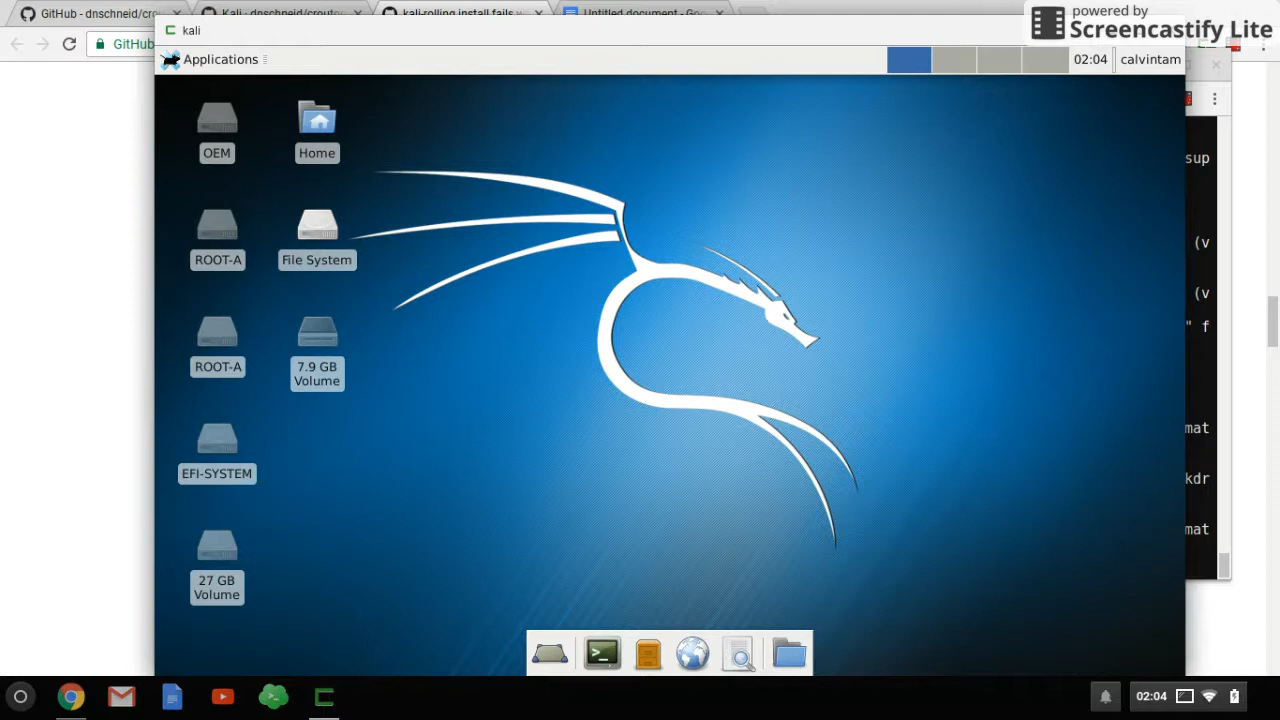 GitHub - dnschneid/cro
Kali · dnschneid/crouto
kali-rolling install fails w
Untitled document - Goo
powered by
Screencastify Lite
GitHub
kali
Applications
02:04
calvintam
OEM
Home
ROOT-A
File System
ROOT-A
7.9 GB
Volume
EFI-SYSTEM
27 GB
Volume
sup
(v
(v
" f
mat
kdr
mat
02:04